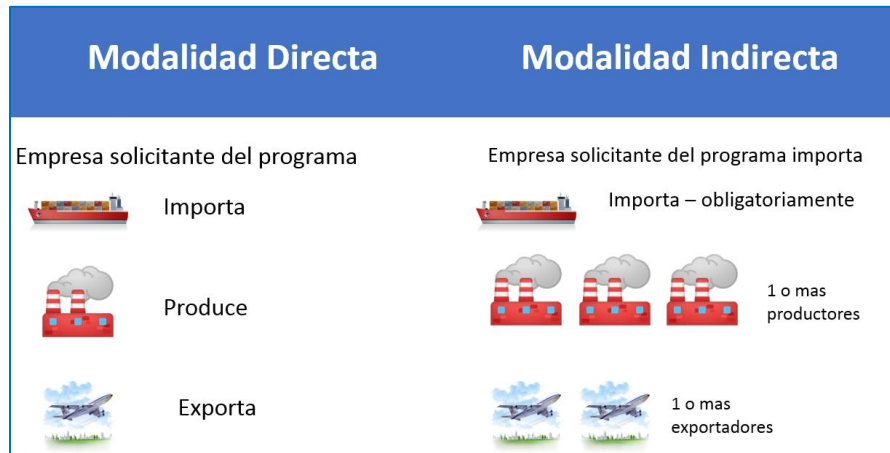 Modalidad Directa
Modalidad Indirecta
Empresa solicitante del programa
Importa
Produce
Exporta
Empresa solicitante del programa importa
Importa – obligatoriamente
1 o mas
productores
1 o mas
exportadores